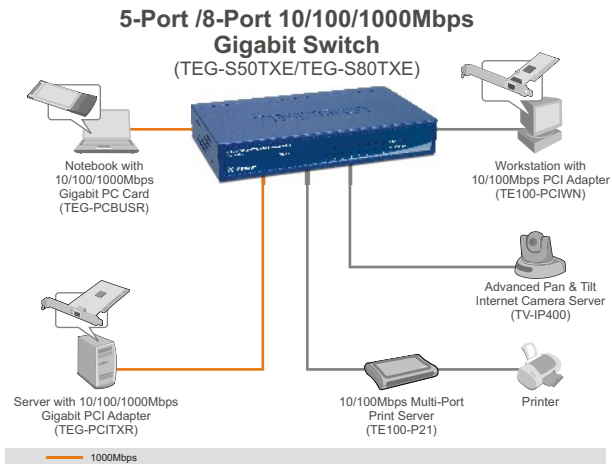 5-Port /8-Port 10/100/1000Mbps
Gigabit Switch
(TEG-S50TXE/TEG-S80TXE)
Notebook with
10/100/1000Mbps
Gigabit PC Card
(TEG-PCBUSR)
Workstation with
10/100Mbps PCI Adapter
(TE100-PCIWN)
Advanced Pan & Tilt
Internet Camera Server
(TV-IP400)
Server with 10/100/1000Mbps
Gigabit PCI Adapter
(TEG-PCITXR)
10/100Mbps Multi-Port
Print Server
(TE100-P21)
Printer
1000Mbps